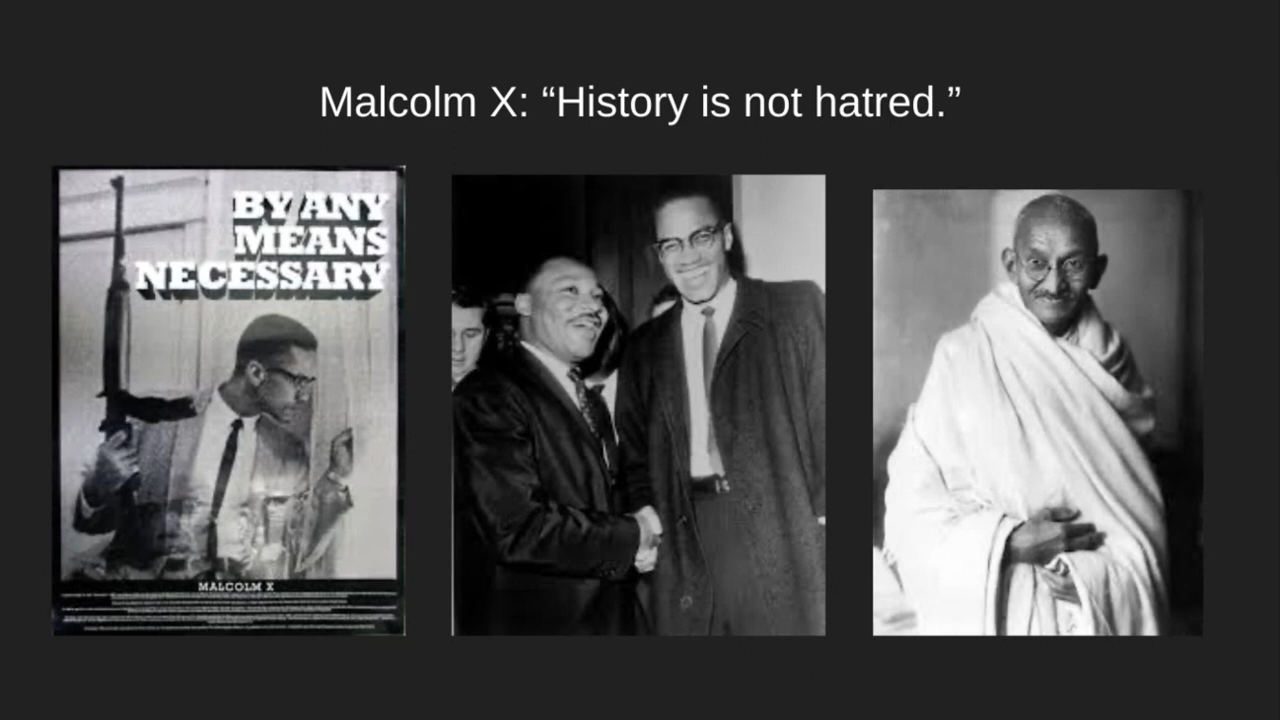 Malcolm X: “History is not hatred.”
BY ANY
MEANS
NECESSARY
MALCOLM X